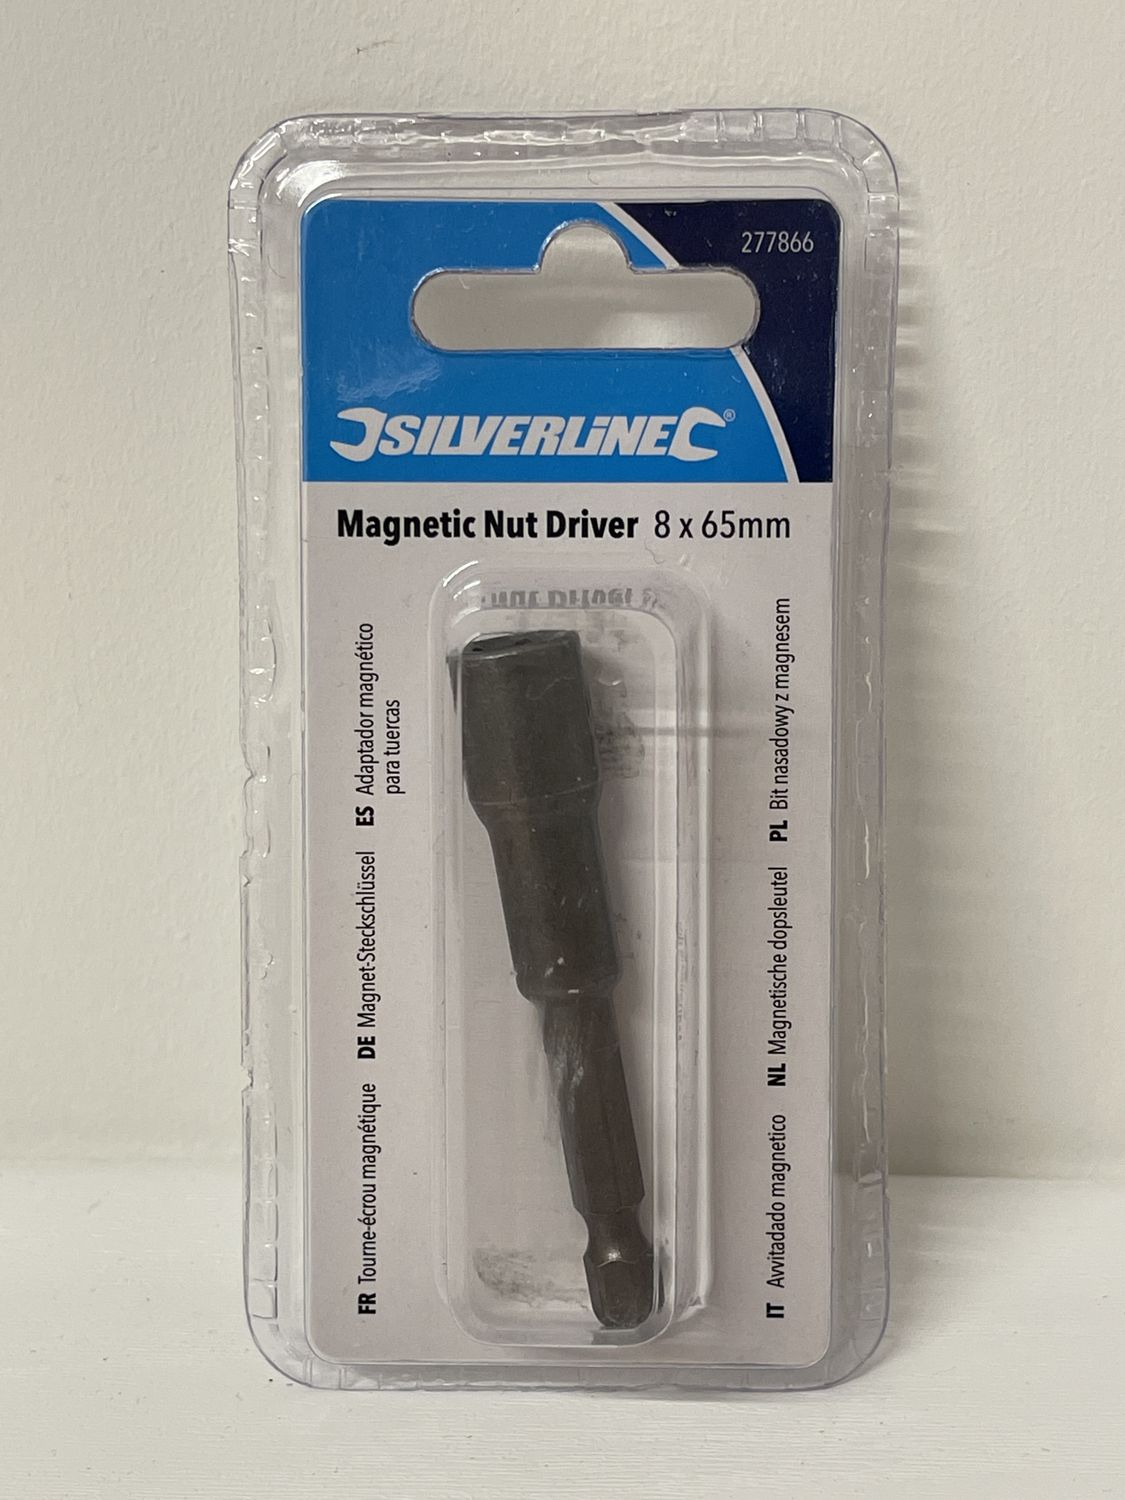 277866
SILVERLINE®
Magnetic Nut Driver 8 x 65mm
FR Tourne-écrou magnétique
DE Magnet-Steckschlüssel
ES Adaptador magnético
para tuercas
IT Avvitadado magnetico
NL Magnetische dopsleutel
PL Bit nasadowy z magnesem